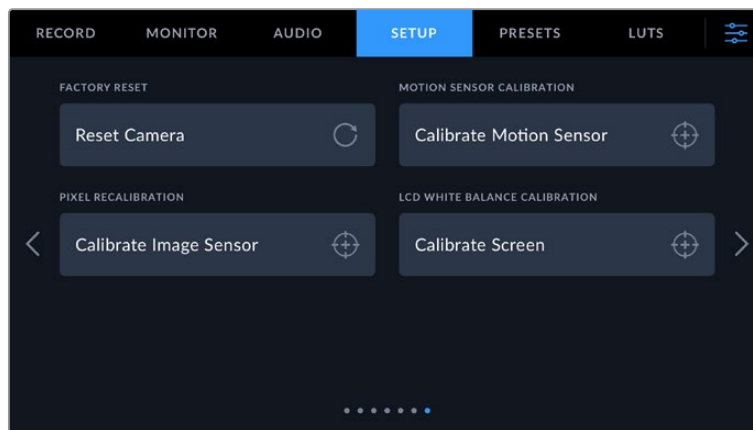 RECORD MONITOR AUDIO SETUP PRESETS LUTS
FACTORY RESET
Reset Camera
MOTION SENSOR CALIBRATION
Calibrate Motion Sensor
PIXEL RECALIBRATION
Calibrate Image Sensor
LCD WHITE BALANCE CALIBRATION
Calibrate Screen